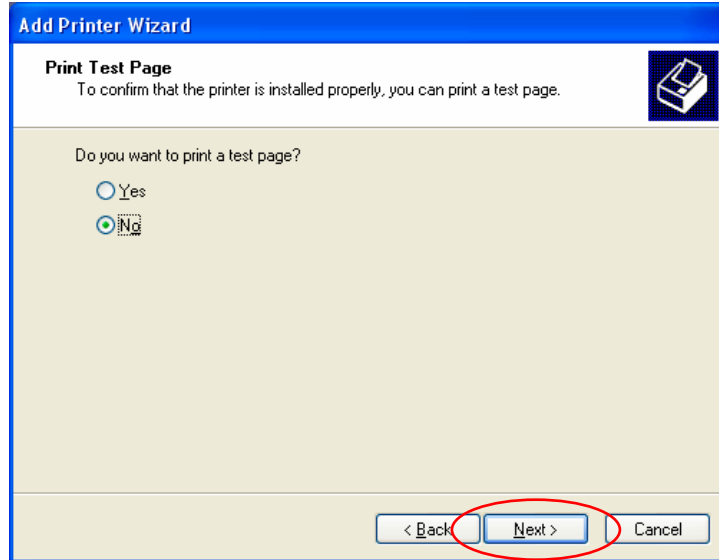 Add Printer Wizard
Print Test Page
To confirm that the printer is installed properly, you can print a test page.
Do you want to print a test page?
Yes
No
< Back
Next >
Cancel